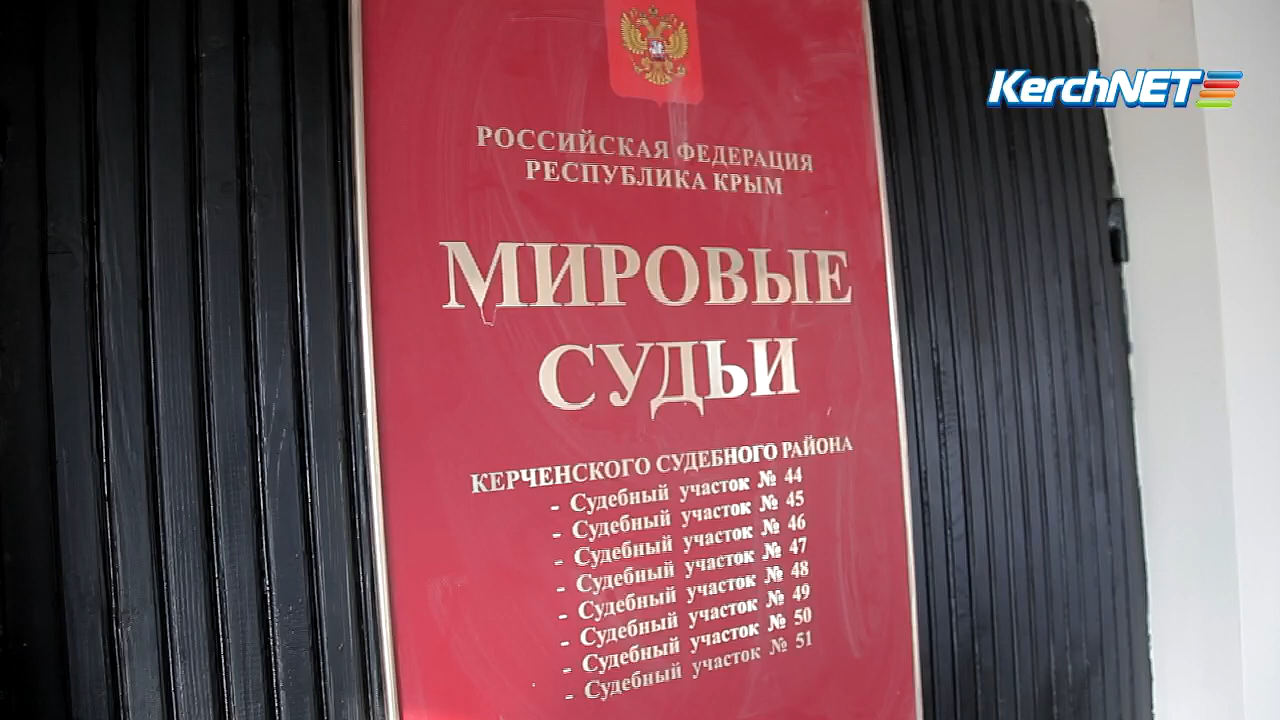 KerchNET
РОССИЙСКАЯ ФЕДЕРАЦИЯ
РЕСПУБЛИКА КРЫМ
МИРОВЫЕ
СУДЬИ
КЕРЧЕНСКОГО СУДЕБНОГО РАЙОНА
- Судебный участок № 44
- Судебный участок № 45
- Судебный участок № 46
- Судебный участок № 47
- Судебный участок № 48
- Судебный участок № 49
- Судебный участок № 50
- Судебный участок № 51